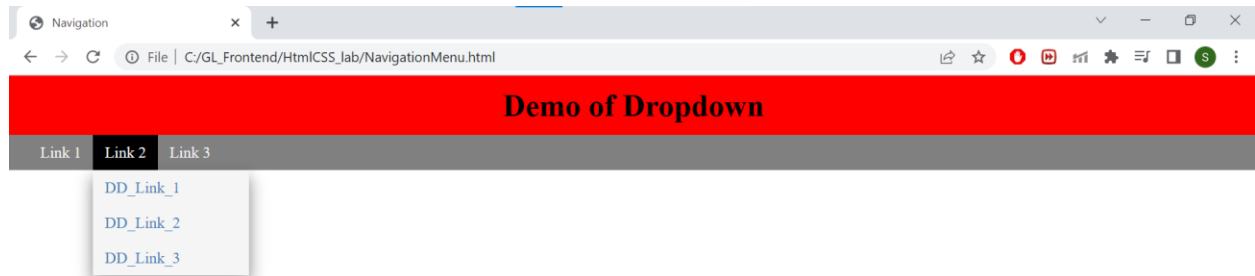 Navigation
File C:/GL_Frontend/HtmlCSS_lab/NavigationMenu.html
S
Demo of Dropdown
Link 1 Link 2 Link 3
DD_Link_1
DD_Link_2
DD_Link_3